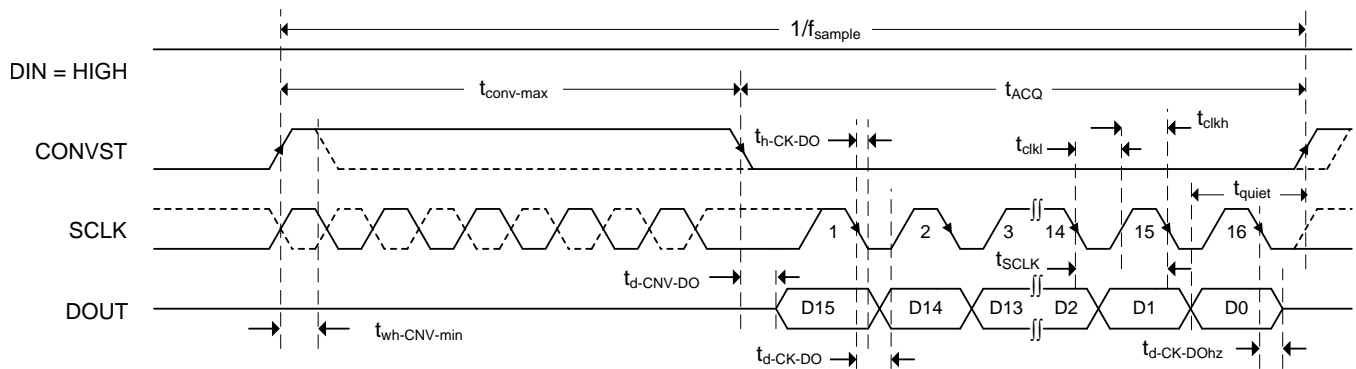 1/fsample
DIN = HIGH
tconv-max
tACQ
CONVST
th-CK-DO
tclkh
tclkl
tquiet
SCLK
1 2 3 14 15 16
tSCLK
td-CNV-DO
DOUT
D15 D14 D13 D2 D1 D0
twh-CNV-min
td-CK-DO
td-CK-DOhz